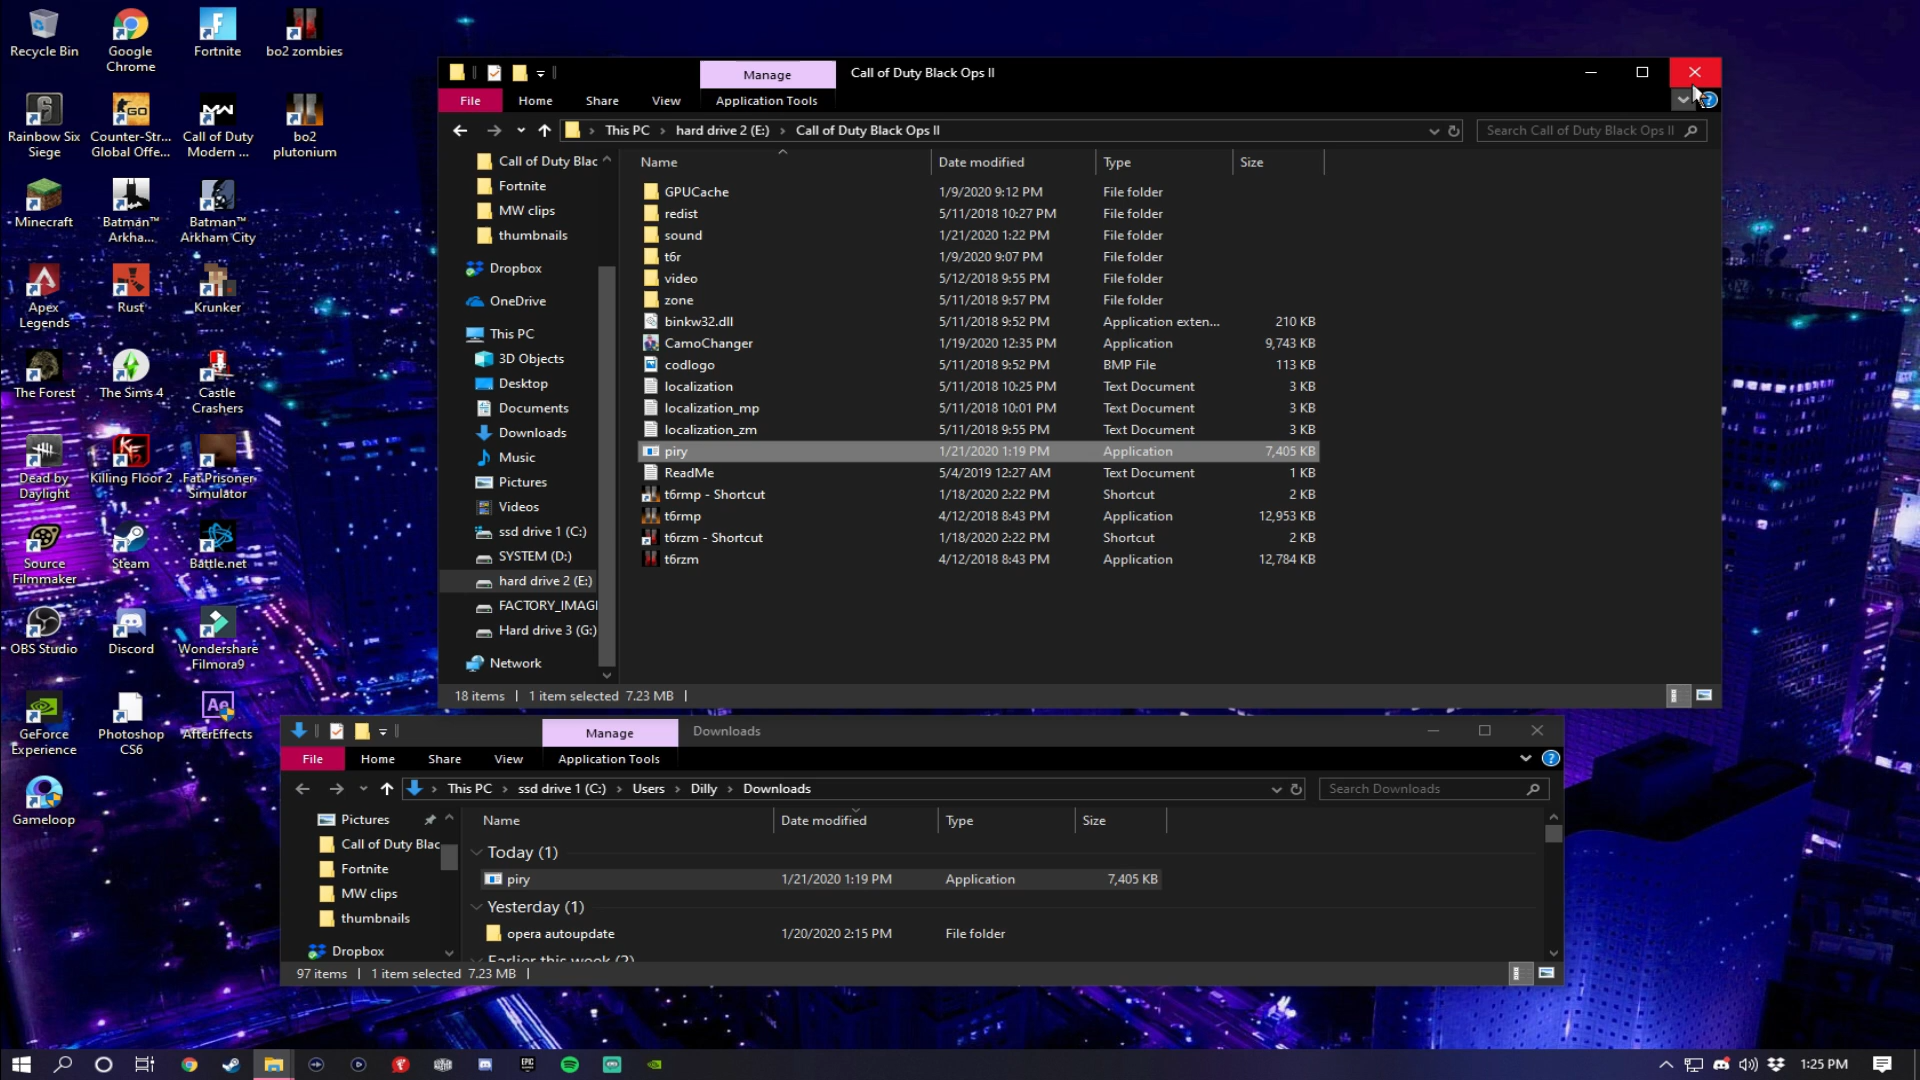 Recycle Bin
Google Chrome
Fortnite
bo2 zombies
Rainbow Six Siege
Counter-Str... Global Offe...
Call of Duty Modern ...
bo2 plutonium
Minecraft
Batman™ Arkha...
Batman™ Arkham City
Apex Legends
Rust
Krunker
The Forest
The Sims 4
Castle Crashers
Dead by Daylight
Killing Floor 2
Fat Prisoner Simulator
Source Filmmaker
Steam
Battle.net
OBS Studio
Discord
Wondershare Filmora9
GeForce Experience
Photoshop CS6
AfterEffects
Gameloop
Manage
Call of Duty Black Ops II
File
Home
Share
View
Application Tools
This PC
hard drive 2 (E:)
Call of Duty Black Ops II
Search Call of Duty Black Ops II
Call of Duty Blac
Fortnite
MW clips
thumbnails
Dropbox
OneDrive
This PC
3D Objects
Desktop
Documents
Downloads
Music
Pictures
Videos
ssd drive 1 (C:)
SYSTEM (D:)
hard drive 2 (E:)
FACTORY_IMAGI
Hard drive 3 (G:)
Network
Name Date modified Type Size
GPUCache 1/9/2020 9:12 PM File folder
redist 5/11/2018 10:27 PM File folder
sound 1/21/2020 1:22 PM File folder
t6r 1/9/2020 9:07 PM File folder
video 5/12/2018 9:55 PM File folder
zone 5/11/2018 9:57 PM File folder
binkw32.dll 5/11/2018 9:52 PM Application exten... 210 KB
CamoChanger 1/19/2020 12:35 PM Application 9,743 KB
codlogo 5/11/2018 9:52 PM BMP File 113 KB
localization 5/11/2018 10:25 PM Text Document 3 KB
localization_mp 5/11/2018 10:01 PM Text Document 3 KB
localization_zm 5/11/2018 9:55 PM Text Document 3 KB
piry 1/21/2020 1:19 PM Application 7,405 KB
ReadMe 5/4/2019 12:27 AM Text Document 1 KB
t6rmp - Shortcut 1/18/2020 2:22 PM Shortcut 2 KB
t6rmp 4/12/2018 8:43 PM Application 12,953 KB
t6rzm - Shortcut 1/18/2020 2:22 PM Shortcut 2 KB
t6rzm 4/12/2018 8:43 PM Application 12,784 KB
18 items 1 item selected 7.23 MB
Manage
Downloads
File
Home
Share
View
Application Tools
This PC
ssd drive 1 (C:)
Users
Dilly
Downloads
Search Downloads
Pictures
Call of Duty Blac
Fortnite
MW clips
thumbnails
Dropbox
Name Date modified Type Size
Today (1)
piry 1/21/2020 1:19 PM Application 7,405 KB
Yesterday (1)
opera autoupdate 1/20/2020 2:15 PM File folder
Earlier this week (2)
97 items 1 item selected 7.23 MB
1:25 PM